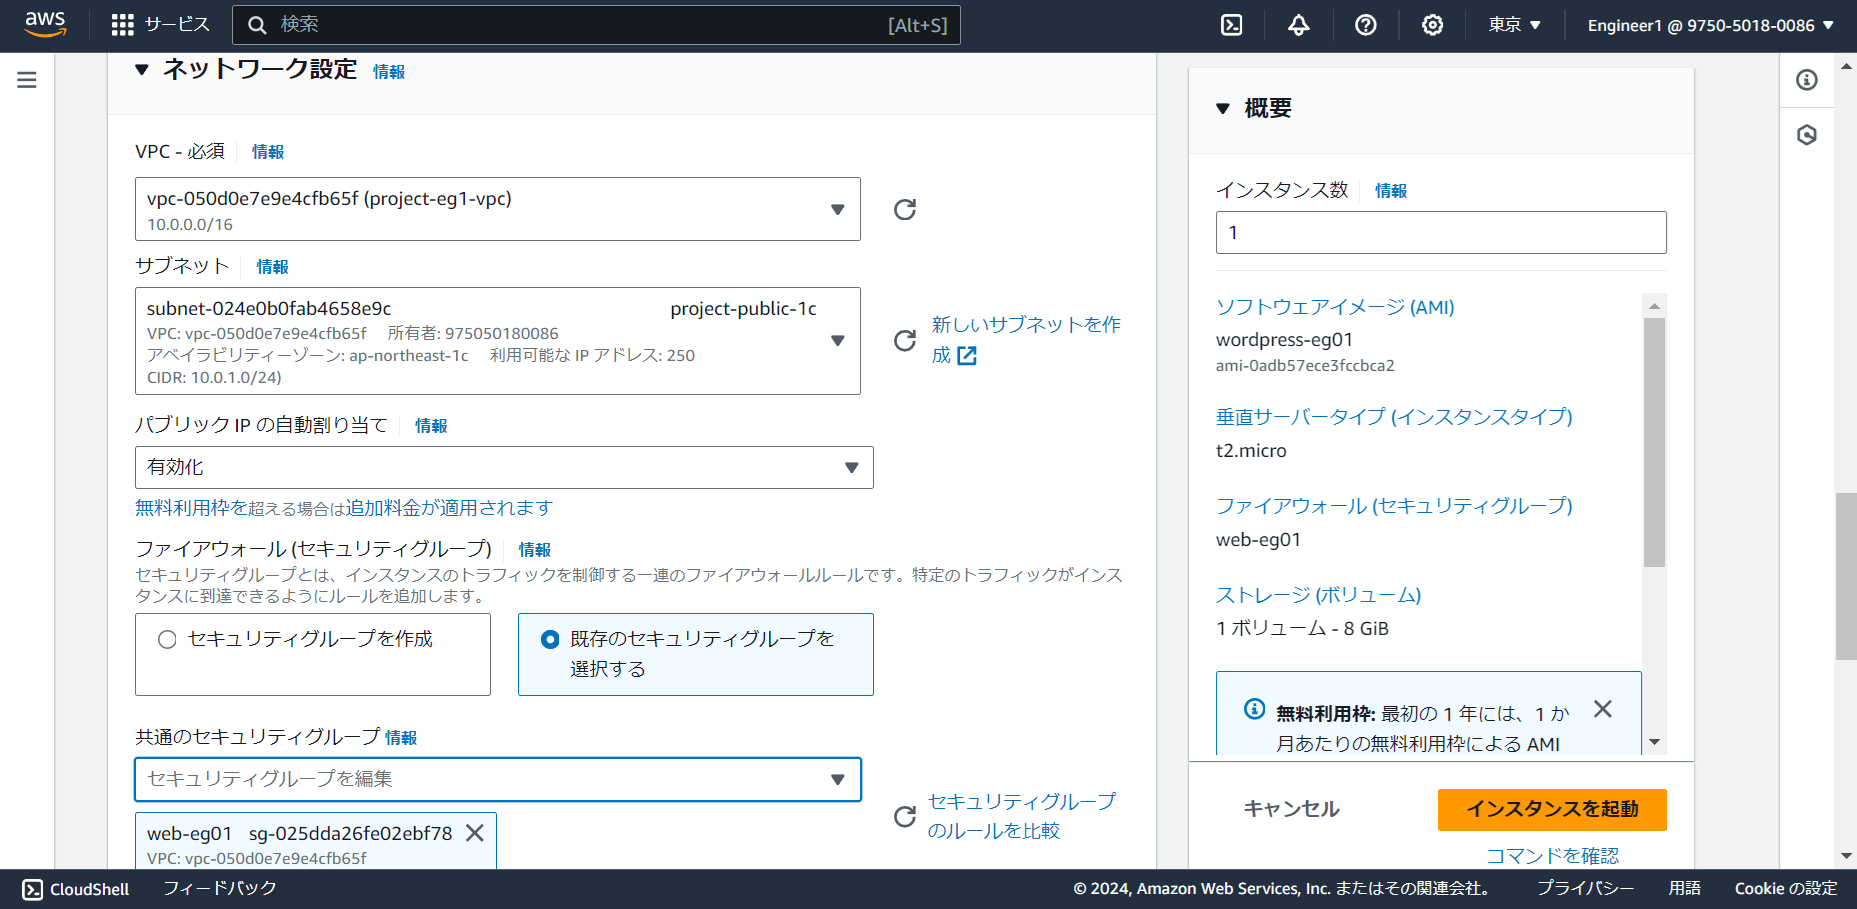 aws
サービス
検索
[Alt+S]
東京
Engineer1 @ 9750-5018-0086
ネットワーク設定 情報
VPC - 必須 情報
vpc-050d0e7e9e4cfb65f (project-eg1-vpc)
10.0.0.0/16
サブネット 情報
subnet-024e0b0fab4658e9c project-public-1c
VPC: vpc-050d0e7e9e4cfb65f 所有者: 975050180086
アベイラビリティーゾーン: ap-northeast-1c 利用可能な IP アドレス: 250
CIDR: 10.0.1.0/24)
新しいサブネットを作
成
パブリック IP の自動割り当て 情報
有効化
無料利用枠を超える場合は追加料金が適用されます
ファイアウォール (セキュリティグループ) 情報
セキュリティグループとは、インスタンスのトラフィックを制御する一連のファイアウォールルールです。特定のトラフィックがインス
タンスに到達できるようにルールを追加します。
セキュリティグループを作成
既存のセキュリティグループを
選択する
共通のセキュリティグループ 情報
セキュリティグループを編集
セキュリティグループ
のルールを比較
web-eg01 sg-025dda26fe02ebf78
VPC: vpc-050d0e7e9e4cfb65f
概要
インスタンス数 情報
1
ソフトウェアイメージ (AMI)
wordpress-eg01
ami-0adb57ece3fccbca2
垂直サーバータイプ (インスタンスタイプ)
t2.micro
ファイアウォール (セキュリティグループ)
web-eg01
ストレージ (ボリューム)
1 ボリューム - 8 GiB
無料利用枠: 最初の 1 年には、1 か
月あたりの無料利用枠による AMI
キャンセル
インスタンスを起動
コマンドを確認
CloudShell
フィードバック
© 2024, Amazon Web Services, Inc. またはその関連会社。
プライバシー
用語
Cookie の設定